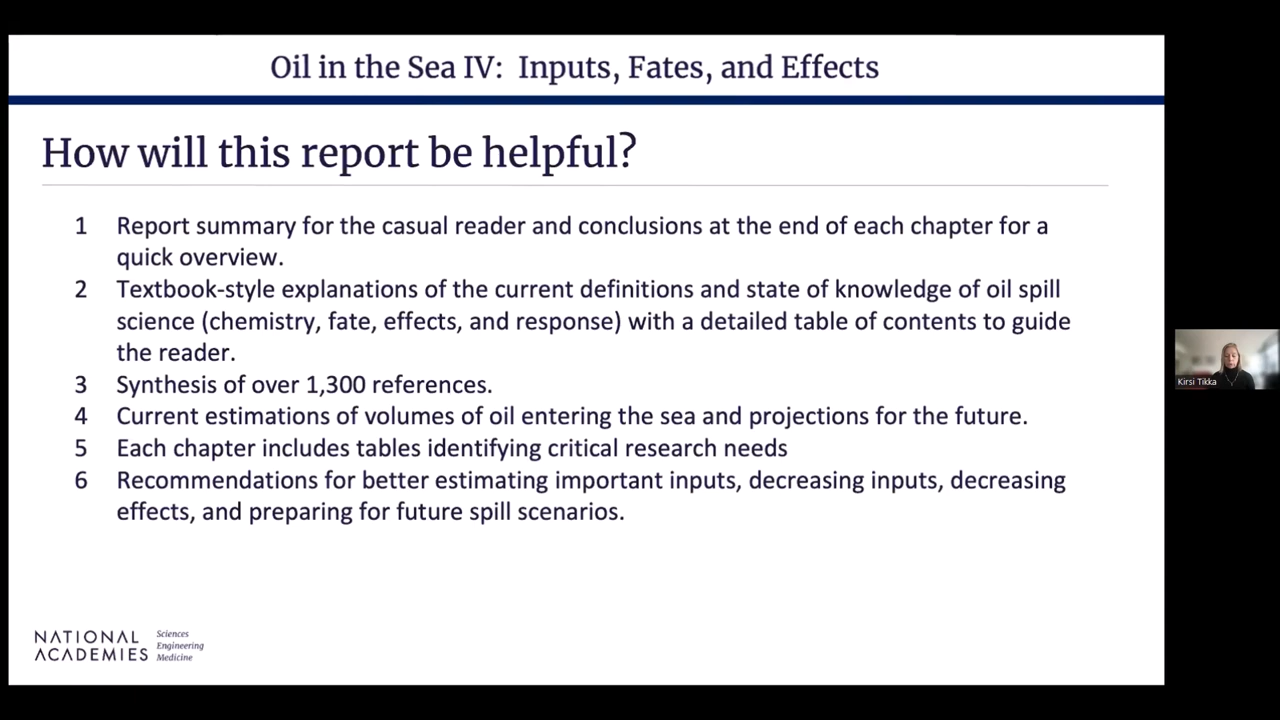 Oil in the Sea IV: Inputs, Fates, and Effects
How will this report be helpful?
1 Report summary for the casual reader and conclusions at the end of each chapter for a
quick overview.
2 Textbook-style explanations of the current definitions and state of knowledge of oil spill
science (chemistry, fate, effects, and response) with a detailed table of contents to guide
the reader.
3 Synthesis of over 1,300 references.
4 Current estimations of volumes of oil entering the sea and projections for the future.
5 Each chapter includes tables identifying critical research needs
6 Recommendations for better estimating important inputs, decreasing inputs, decreasing
effects, and preparing for future spill scenarios.
Kirsi Tikka
NATIONAL
ACADEMIES
Sciences
Engineering
Medicine